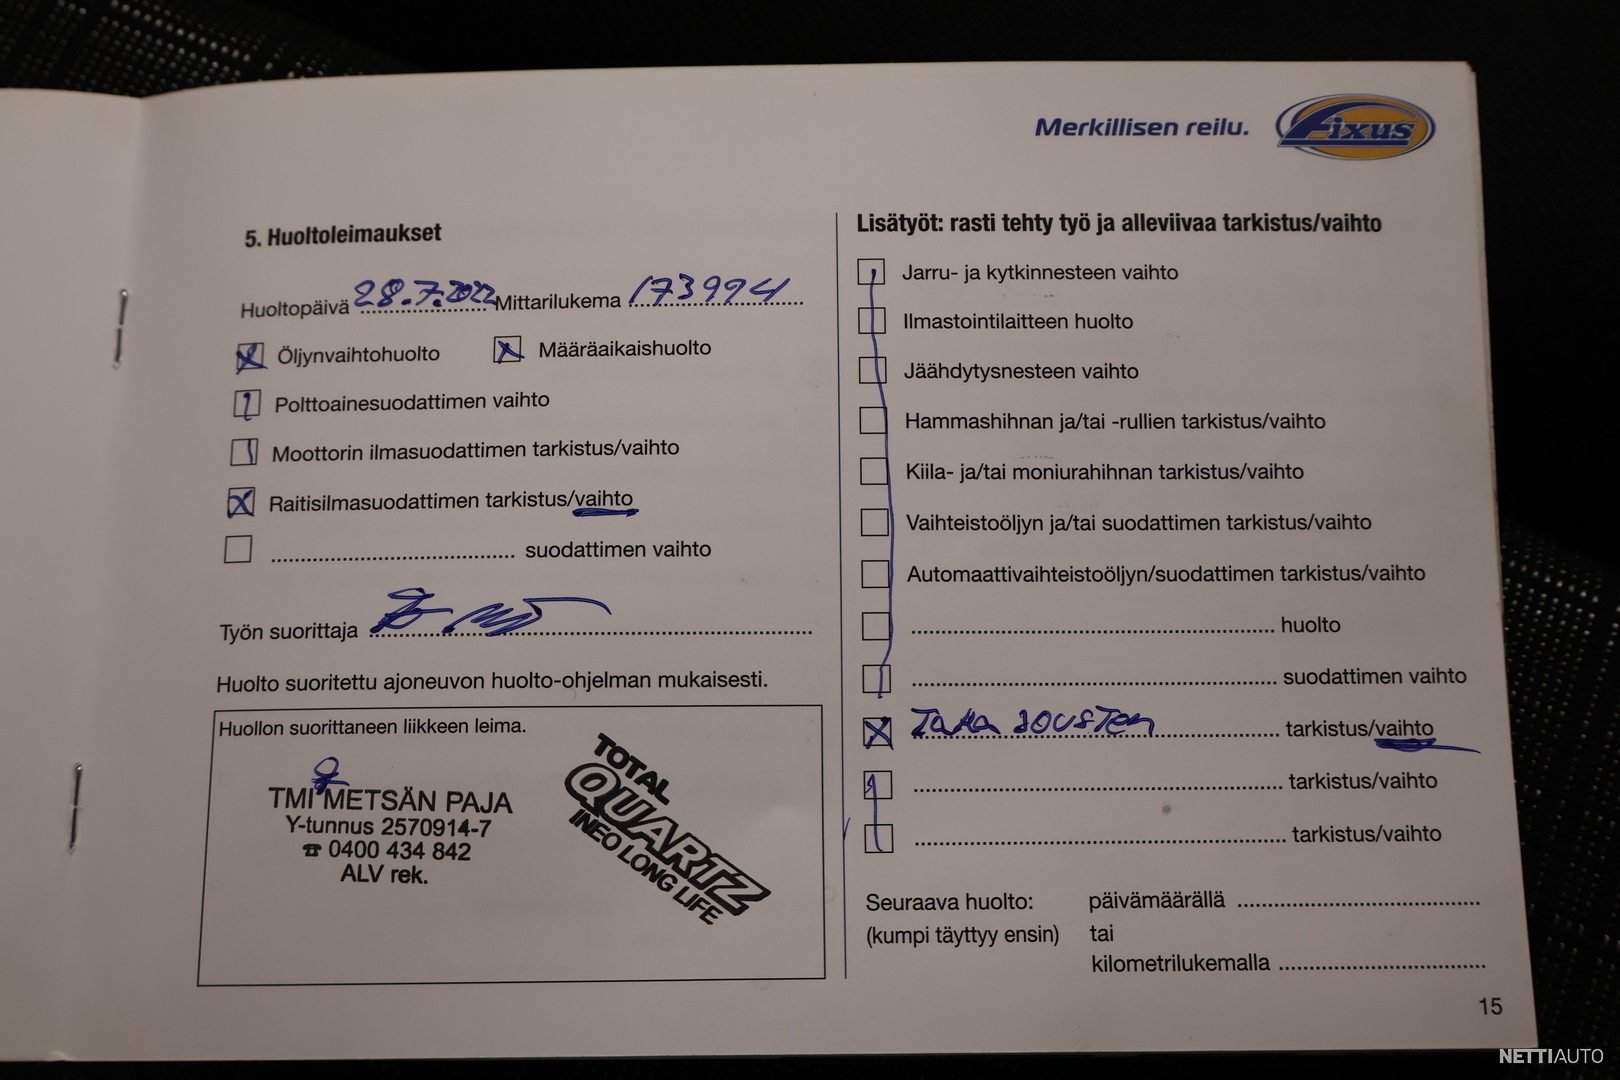 Merkillisen reilu.
Fixus
5. Huoltoleimaukset
Huoltopäivä 28.7.2022 Mittarilukema 173994
Öljynvaihtohuolto Määräaikaishuolto
Polttoainesuodattimen vaihto
Moottorin ilmasuodattimen tarkistus/vaihto
Raitisilmasuodattimen tarkistus/vaihto
suodattimen vaihto
Työn suorittaja
Huolto suoritettu ajoneuvon huolto-ohjelman mukaisesti.
Huollon suorittaneen liikkeen leima.
TMI METSÄN PAJA
Y-tunnus 2570914-7
☎ 0400 434 842
ALV rek.
TOTAL
QUARTZ
INEO LONG LIFE
Lisätyöt: rasti tehty työ ja alleviivaa tarkistus/vaihto
Jarru- ja kytkinnesteen vaihto
Ilmastointilaitteen huolto
Jäähdytysnesteen vaihto
Hammashihnan ja/tai -rullien tarkistus/vaihto
Kiila- ja/tai moniurahihnan tarkistus/vaihto
Vaihteistoöljyn ja/tai suodattimen tarkistus/vaihto
Automaattivaihteistoöljyn/suodattimen tarkistus/vaihto
huolto
suodattimen vaihto
Taka jousten tarkistus/vaihto
tarkistus/vaihto
tarkistus/vaihto
Seuraava huolto: päivämäärällä
(kumpi täyttyy ensin) tai
kilometrilukemalla
15
NETTIAUTO